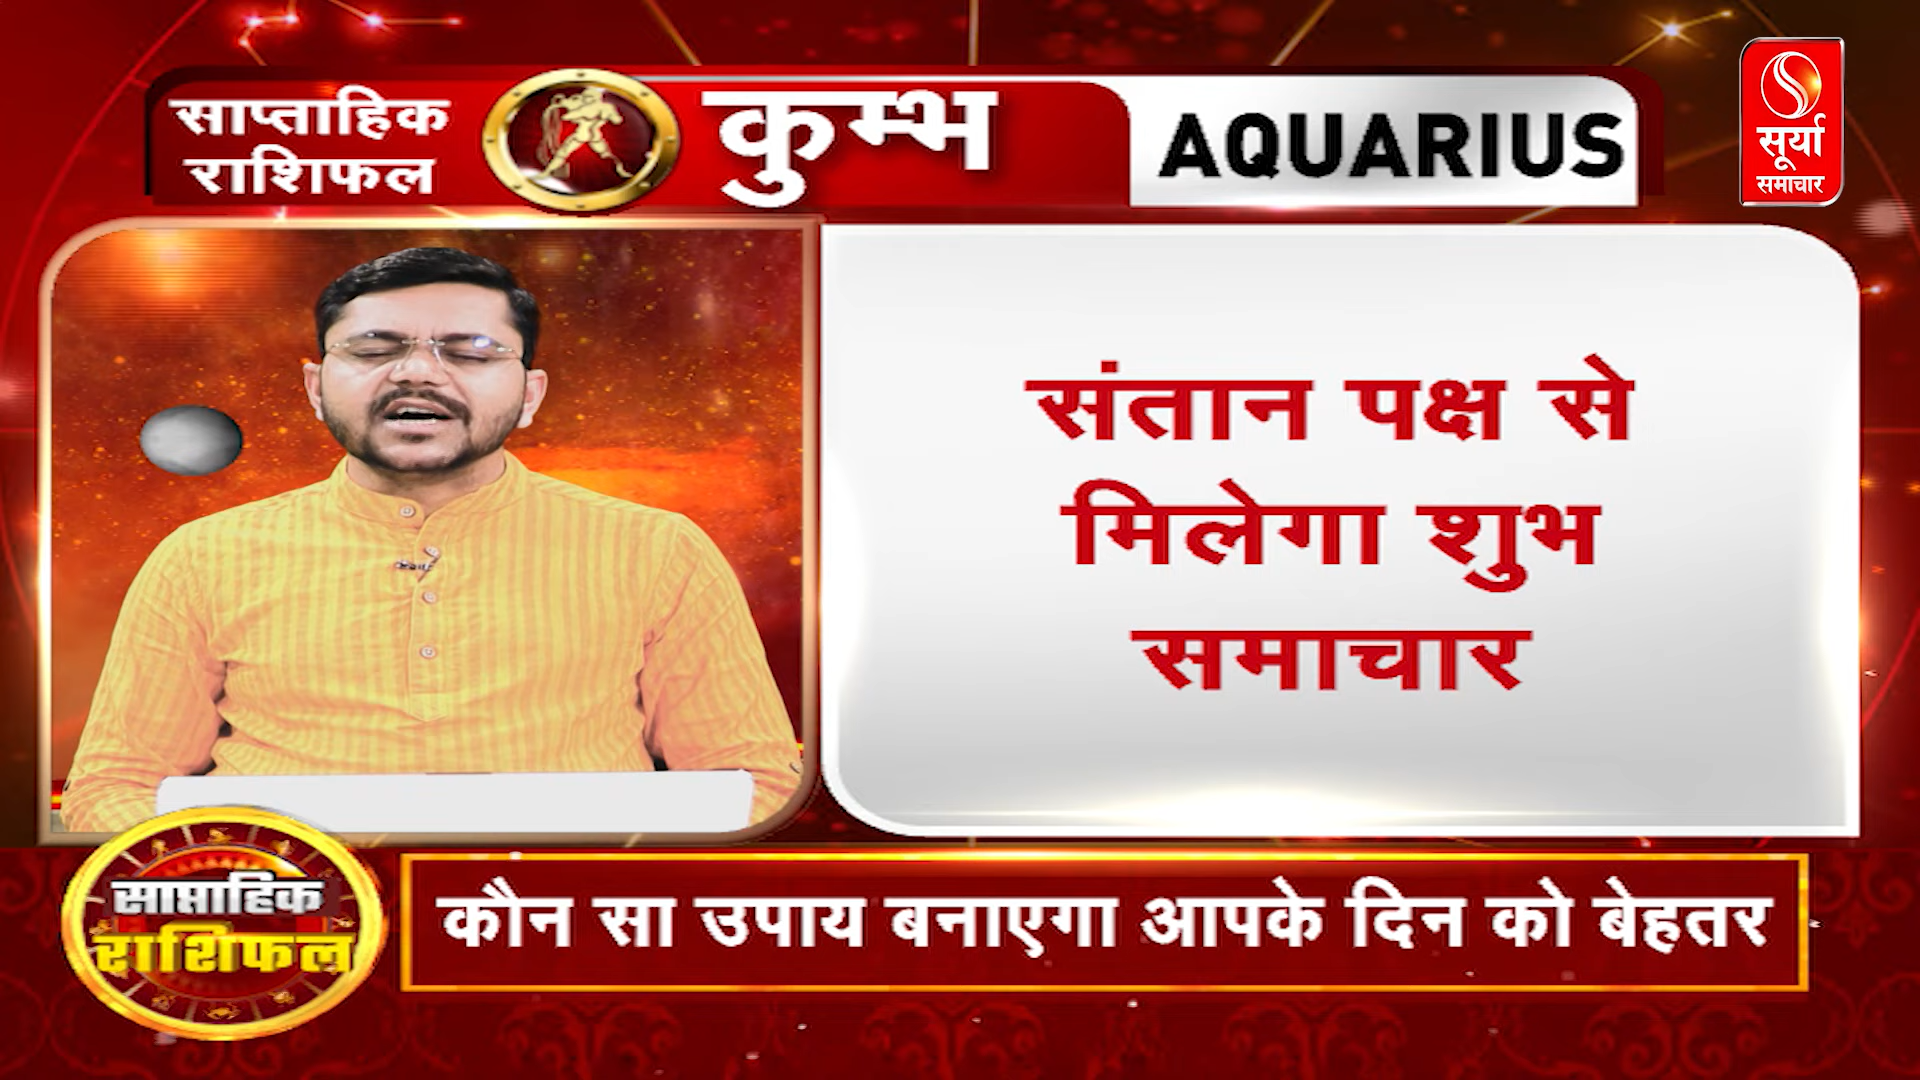 साप्ताहिक
राशिफल
कुम्भ
AQUARIUS
सूर्या
समाचार
संतान पक्ष से
मिलेगा शुभ
समाचार
साप्ताहिक
राशिफल
कौन सा उपाय बनाएगा आपके दिन को बेहतर